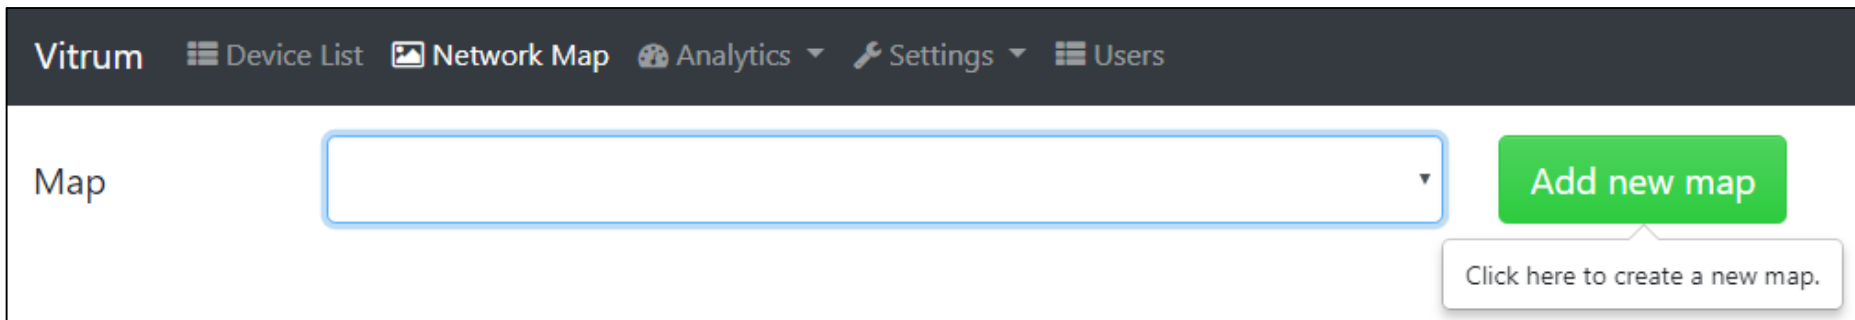 Vitrum Device List Network Map Analytics Settings Users
Map Add new map
Click here to create a new map.